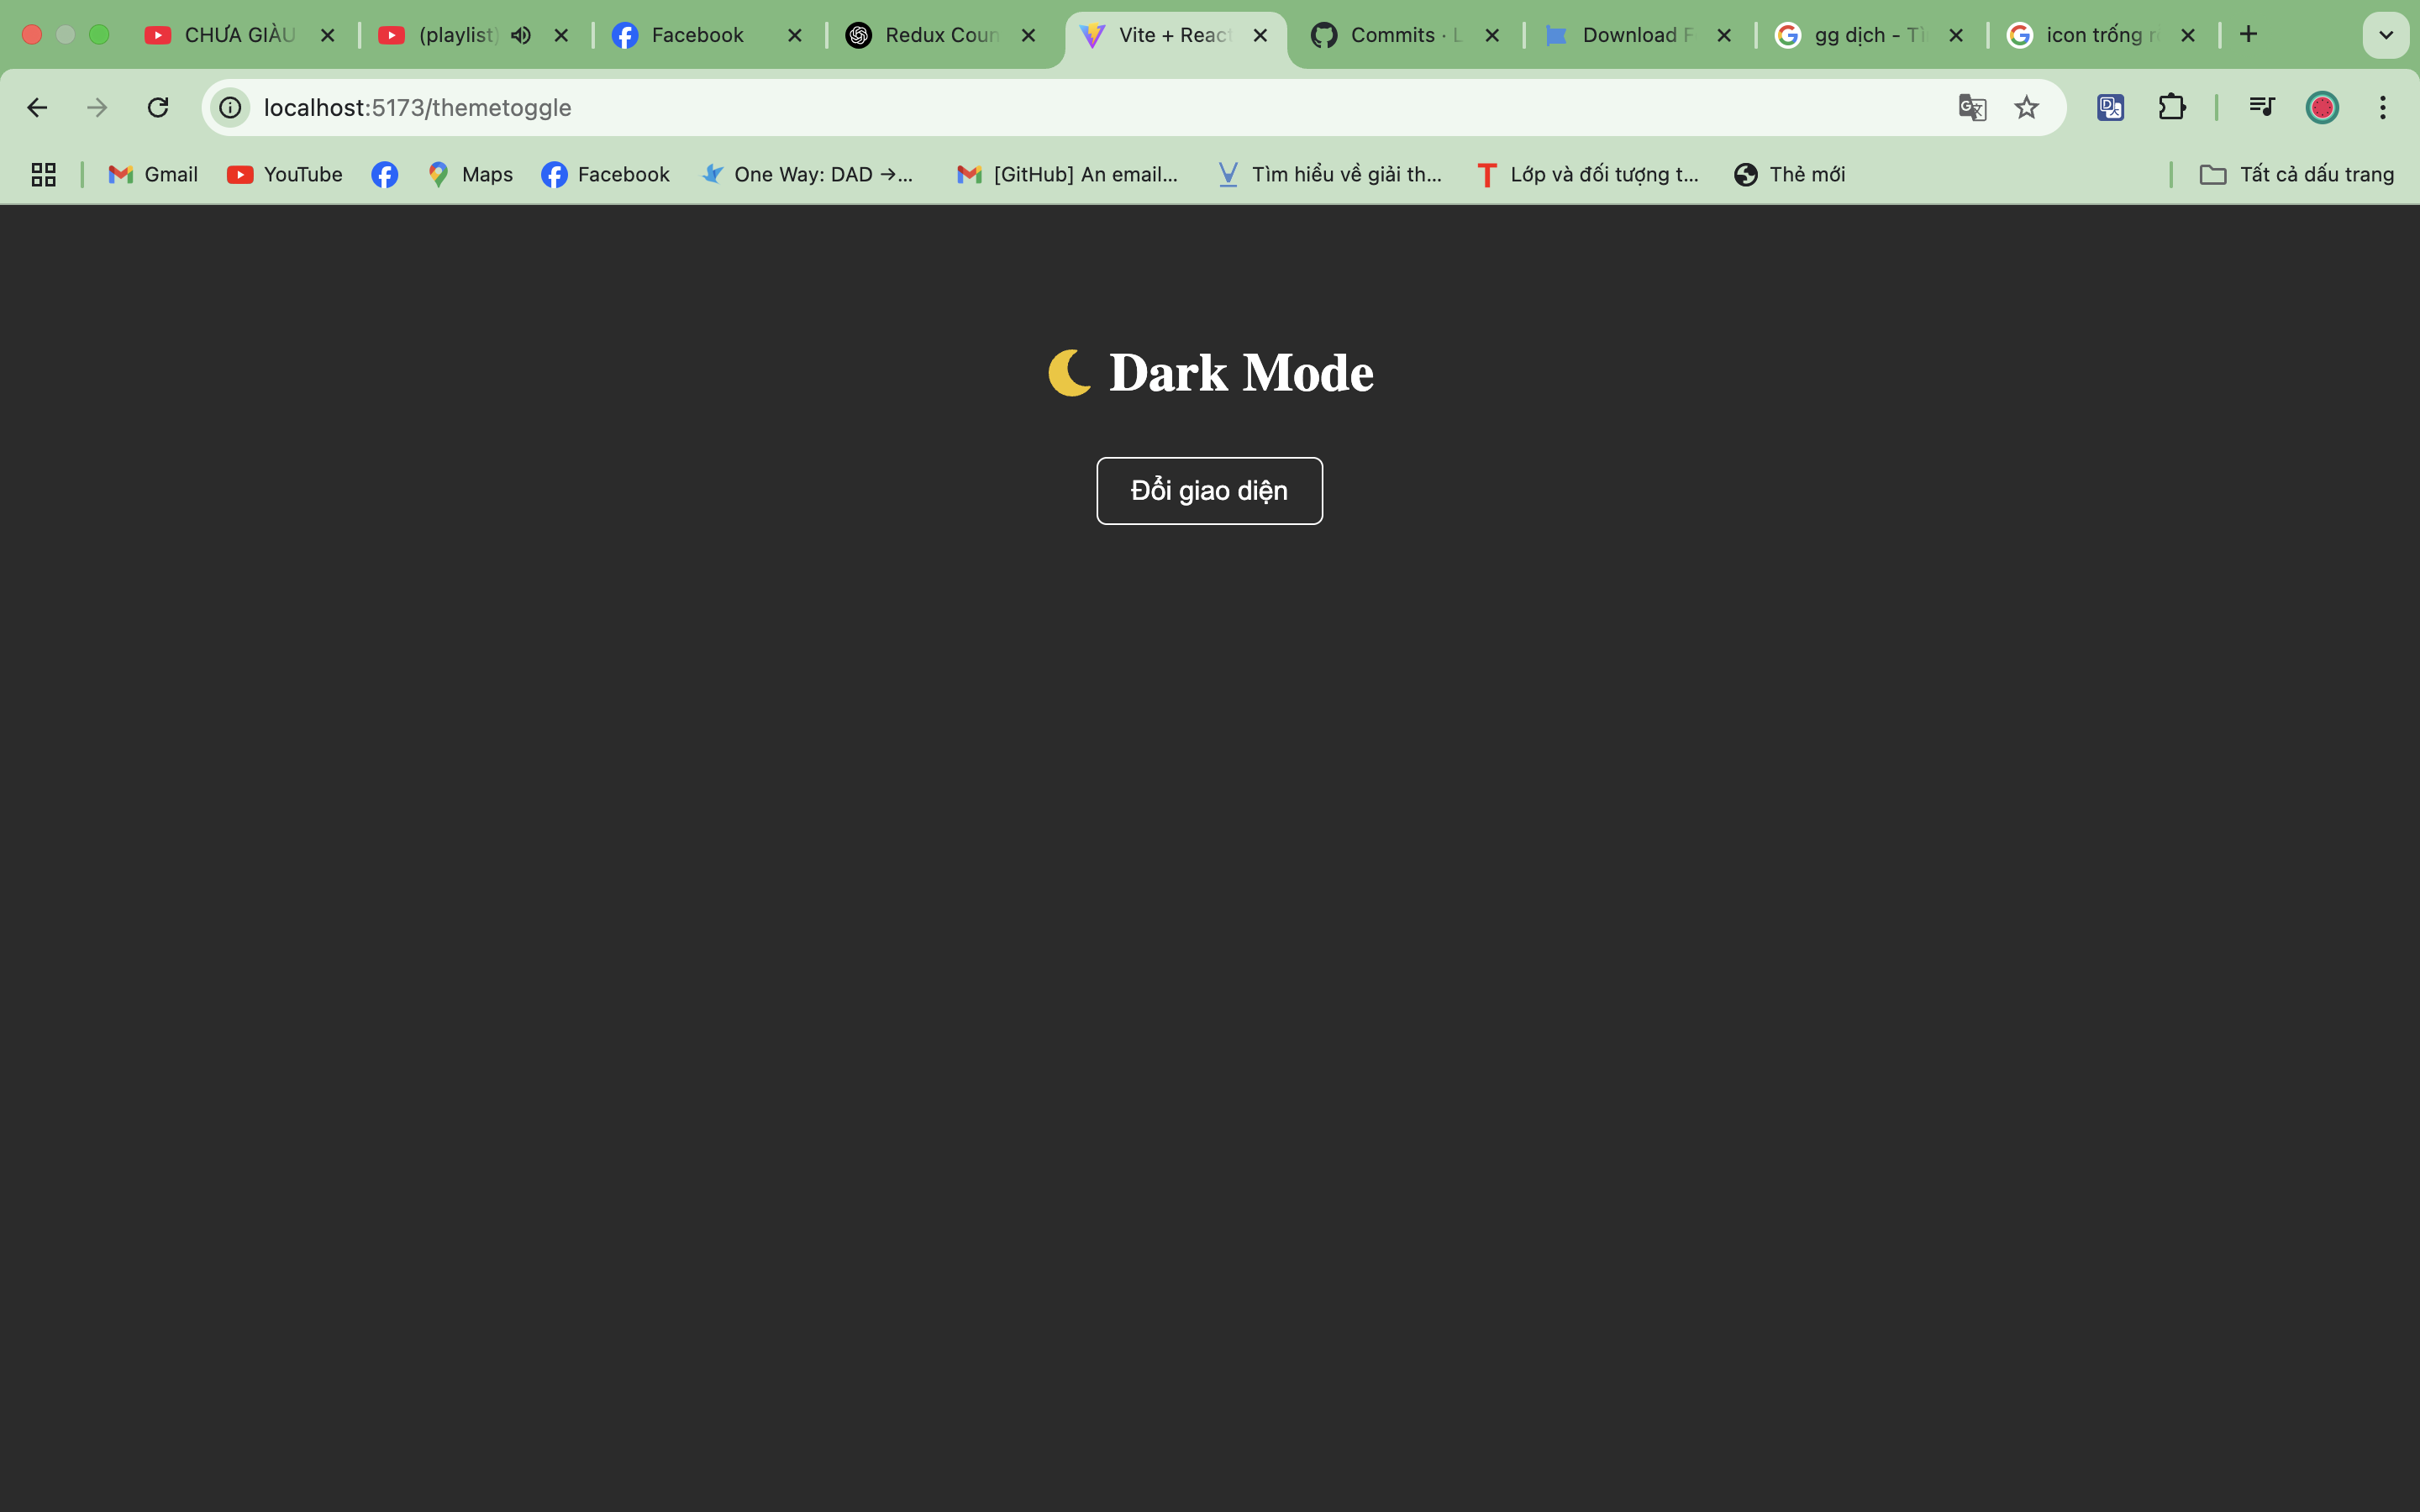 CHƯA GIÀU
(playlist)
Facebook
Redux Coun
Vite + React
Commits · L
Download F
gg dịch - Tì
icon trống r
localhost:5173/themetoggle
Gmail
YouTube
Maps
Facebook
One Way: DAD →...
[GitHub] An email...
Tìm hiểu về giải th...
Lớp và đối tượng t...
Thẻ mới
Tất cả dấu trang
Dark Mode
Đổi giao diện